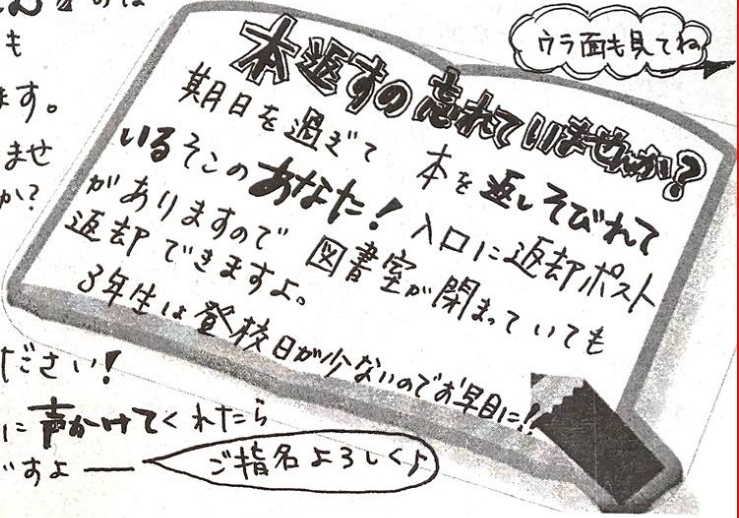 ウラ面も見てね
も
ます。
ませ
か?
本返すの忘れていませんか?
期日を過ぎて 本を返しそびれて
いるそこのあなた! 入口に返却ポスト
がありますので 図書室が閉まっていても
返却できますよ。
3年生は登校日が少ないのでお早目に!!
ださい!
に声かけてくれたら
すよ――
ご指名よろしく♪